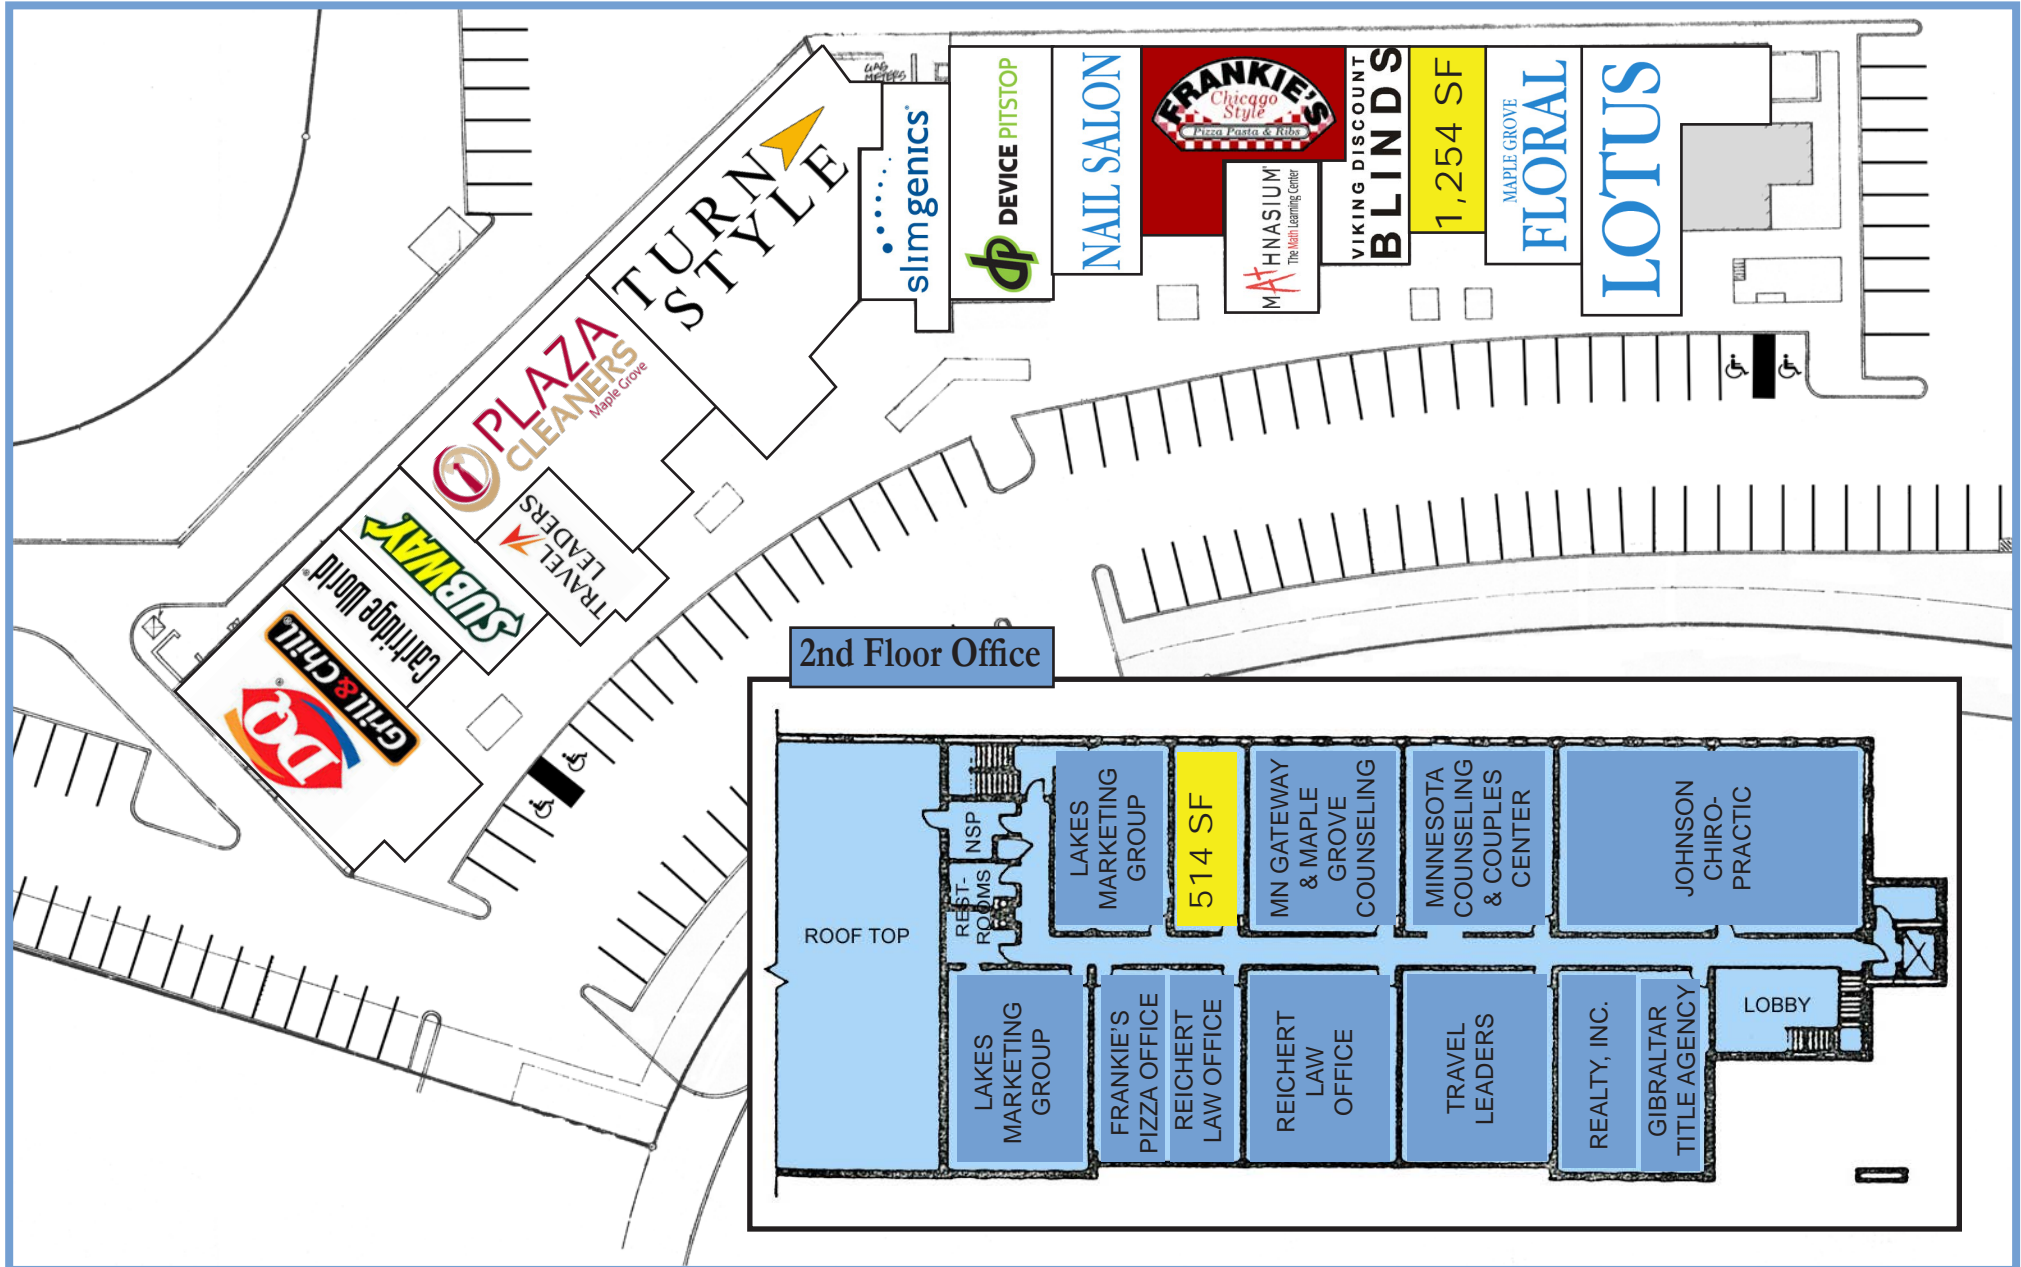 GAS
METERS
TURN
STYLE
slimgenics
DEVICE PITSTOP
dp
NAIL SALON
FRANKIE'S
Chicago
Style
Pizza Pasta & Ribs
MATHNASIUM
The Math Learning Center
VIKING DISCOUNT
BLINDS
1,254 SF
MAPLE GROVE
FLORAL
LOTUS
PLAZA
CLEANERS
Maple Grove
TRAVEL
LEADERS
SUBWAY
Cartridge World
Grill & Chill
DQ
2nd Floor Office
ROOF TOP
NSP
REST-
ROOMS
LAKES
MARKETING
GROUP
514 SF
MN GATEWAY
& MAPLE
GROVE
COUNSELING
MINNESOTA
COUNSELING
& COUPLES
CENTER
JOHNSON
CHIRO-
PRACTIC
LAKES
MARKETING
GROUP
FRANKIE'S
PIZZA OFFICE
REICHERT
LAW OFFICE
REICHERT
LAW
OFFICE
TRAVEL
LEADERS
REALTY, INC.
GIBRALTAR
TITLE AGENCY
LOBBY